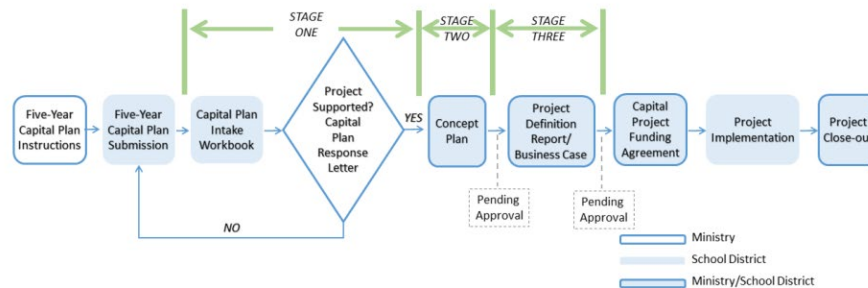 STAGE
ONE
STAGE
TWO
STAGE
THREE
Five-Year
Capital Plan
Instructions
Five-Year
Capital Plan
Submission
Capital Plan
Intake
Workbook
Project
Supported?
Capital
Plan
Response
Letter
YES
Concept
Plan
Project
Definition
Report/
Business Case
Capital
Project
Funding
Agreement
Project
Implementation
Project
Close-ou
Pending
Approval
Pending
Approval
NO
Ministry
School District
Ministry/School District